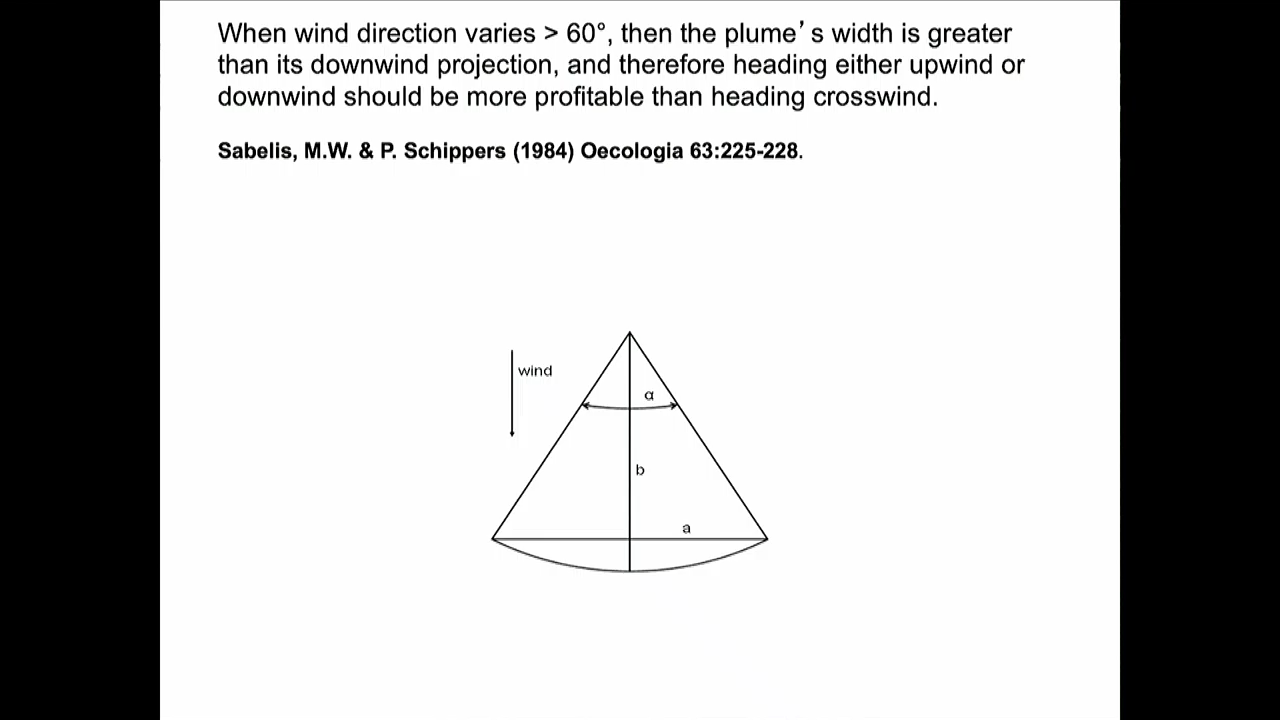 When wind direction varies > 60°, then the plume’s width is greater
than its downwind projection, and therefore heading either upwind or
downwind should be more profitable than heading crosswind.
Sabelis, M.W. & P. Schippers (1984) Oecologia 63:225-228.
wind
α
b
a